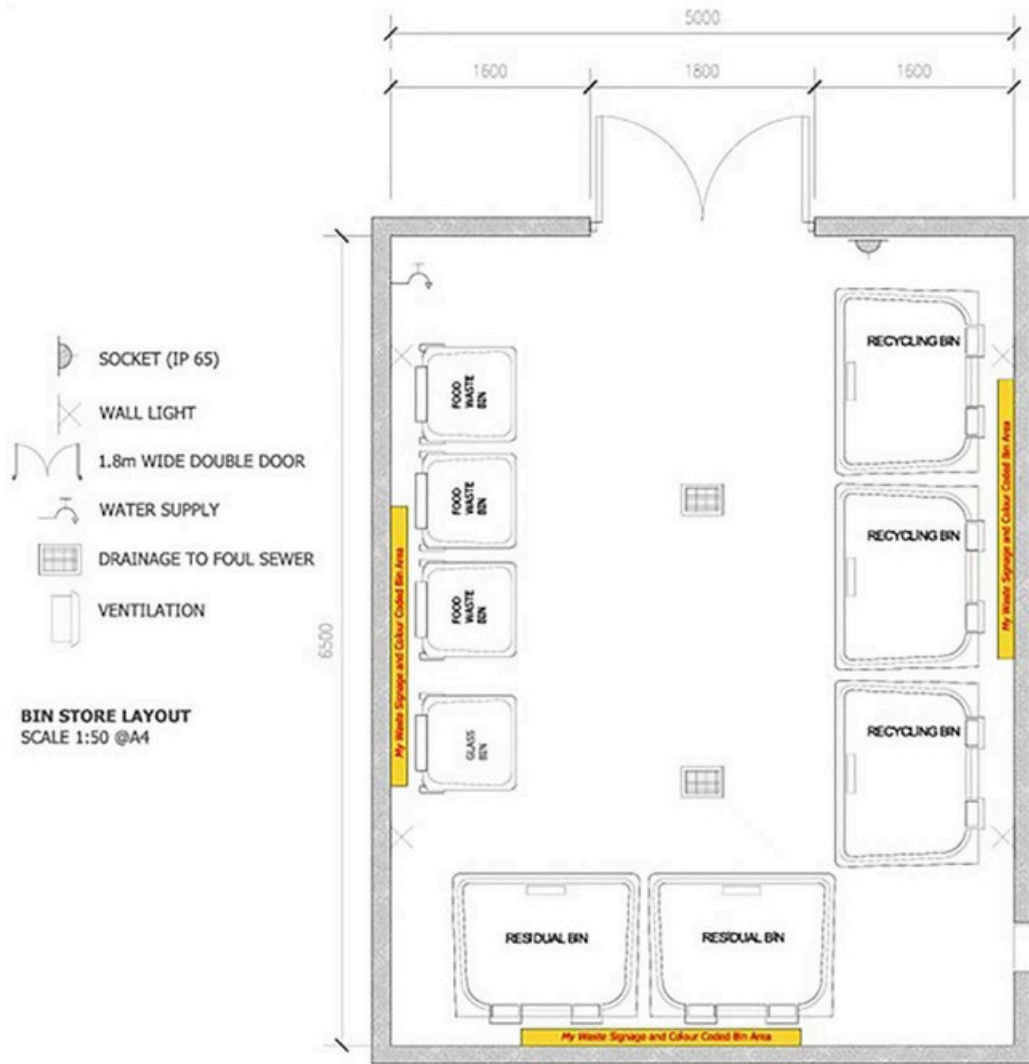 5000
1600
1800
1600
SOCKET (IP 65)
WALL LIGHT
1.8m WIDE DOUBLE DOOR
WATER SUPPLY
DRAINAGE TO FOUL SEWER
VENTILATION
BIN STORE LAYOUT
SCALE 1:50 @A4
6500
FOOD
WASTE
BIN
FOOD
WASTE
BIN
FOOD
WASTE
BIN
GLASS
BIN
My Waste Signage and Colour Coded Bin Area
RECYCLING BIN
RECYCLING BIN
RECYCLING BIN
My Waste Signage and Colour Coded Bin Area
RESIDUAL BIN
RESIDUAL BIN
My Waste Signage and Colour Coded Bin Area